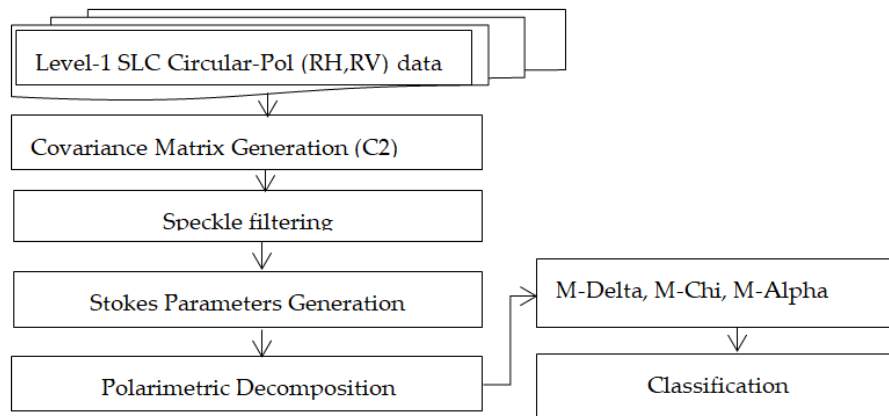 Level-1 SLC Circular-Pol (RH,RV) data
Covariance Matrix Generation (C2)
Speckle filtering
Stokes Parameters Generation
Polarimetric Decomposition
M-Delta, M-Chi, M-Alpha
Classification